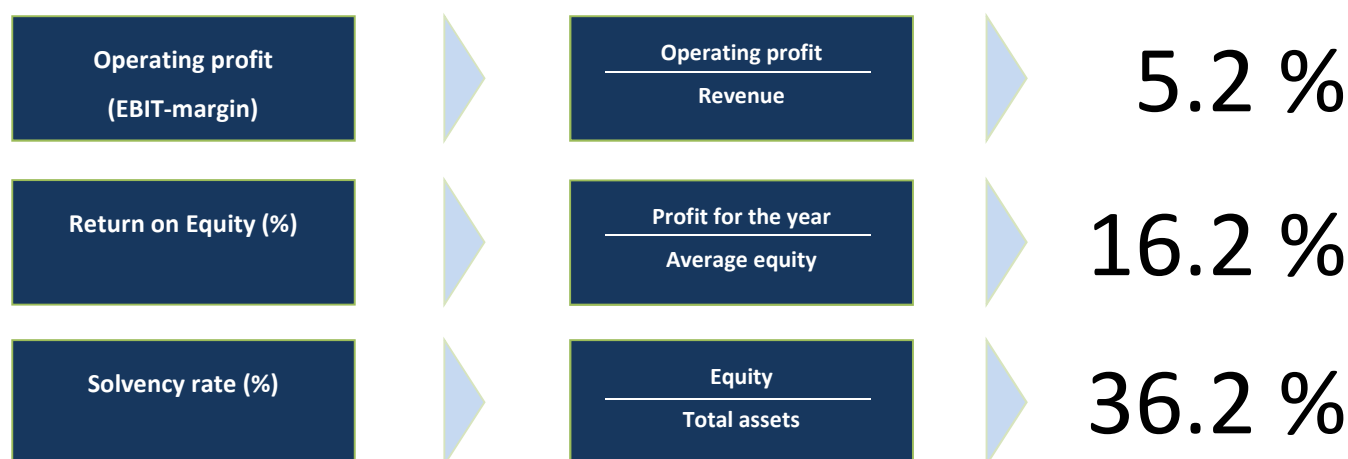 Operating profit
(EBIT-margin)
Operating profit
Revenue
5.2 %
Return on Equity (%)
Profit for the year
Average equity
16.2 %
Solvency rate (%)
Equity
Total assets
36.2 %